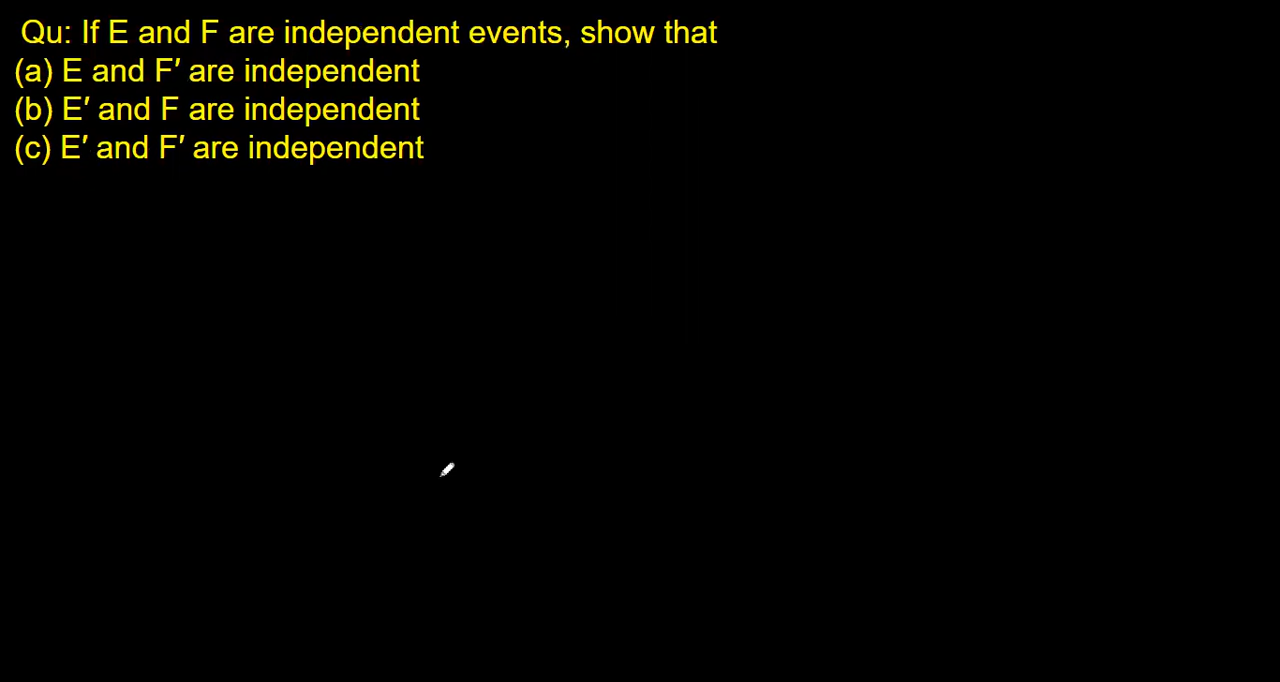 Qu: If E and F are independent events, show that
(a) E and F′ are independent
(b) E′ and F are independent
(c) E′ and F′ are independent